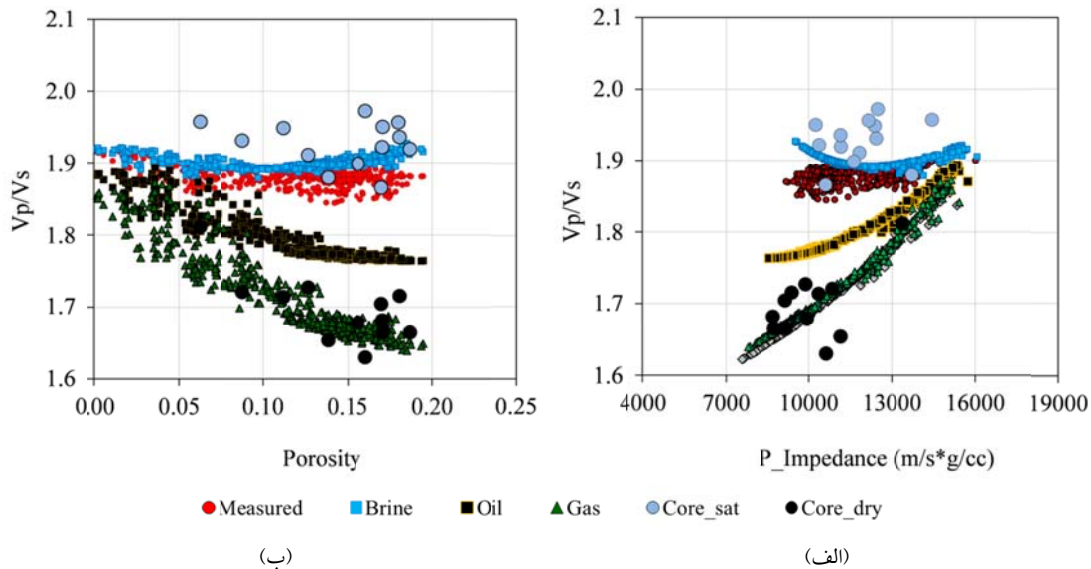 2.1
2.0
1.9
1.8
1.7
1.6
Vp/Vs
0.00 0.05 0.10 0.15 0.20 0.25
Porosity
2.1
2.0
1.9
1.8
1.7
1.6
Vp/Vs
4000 7000 10000 13000 16000 19000
P_Impedance (m/s*g/cc)
Measured Brine Oil Gas Core_sat Core_dry
(ب)
(الف)